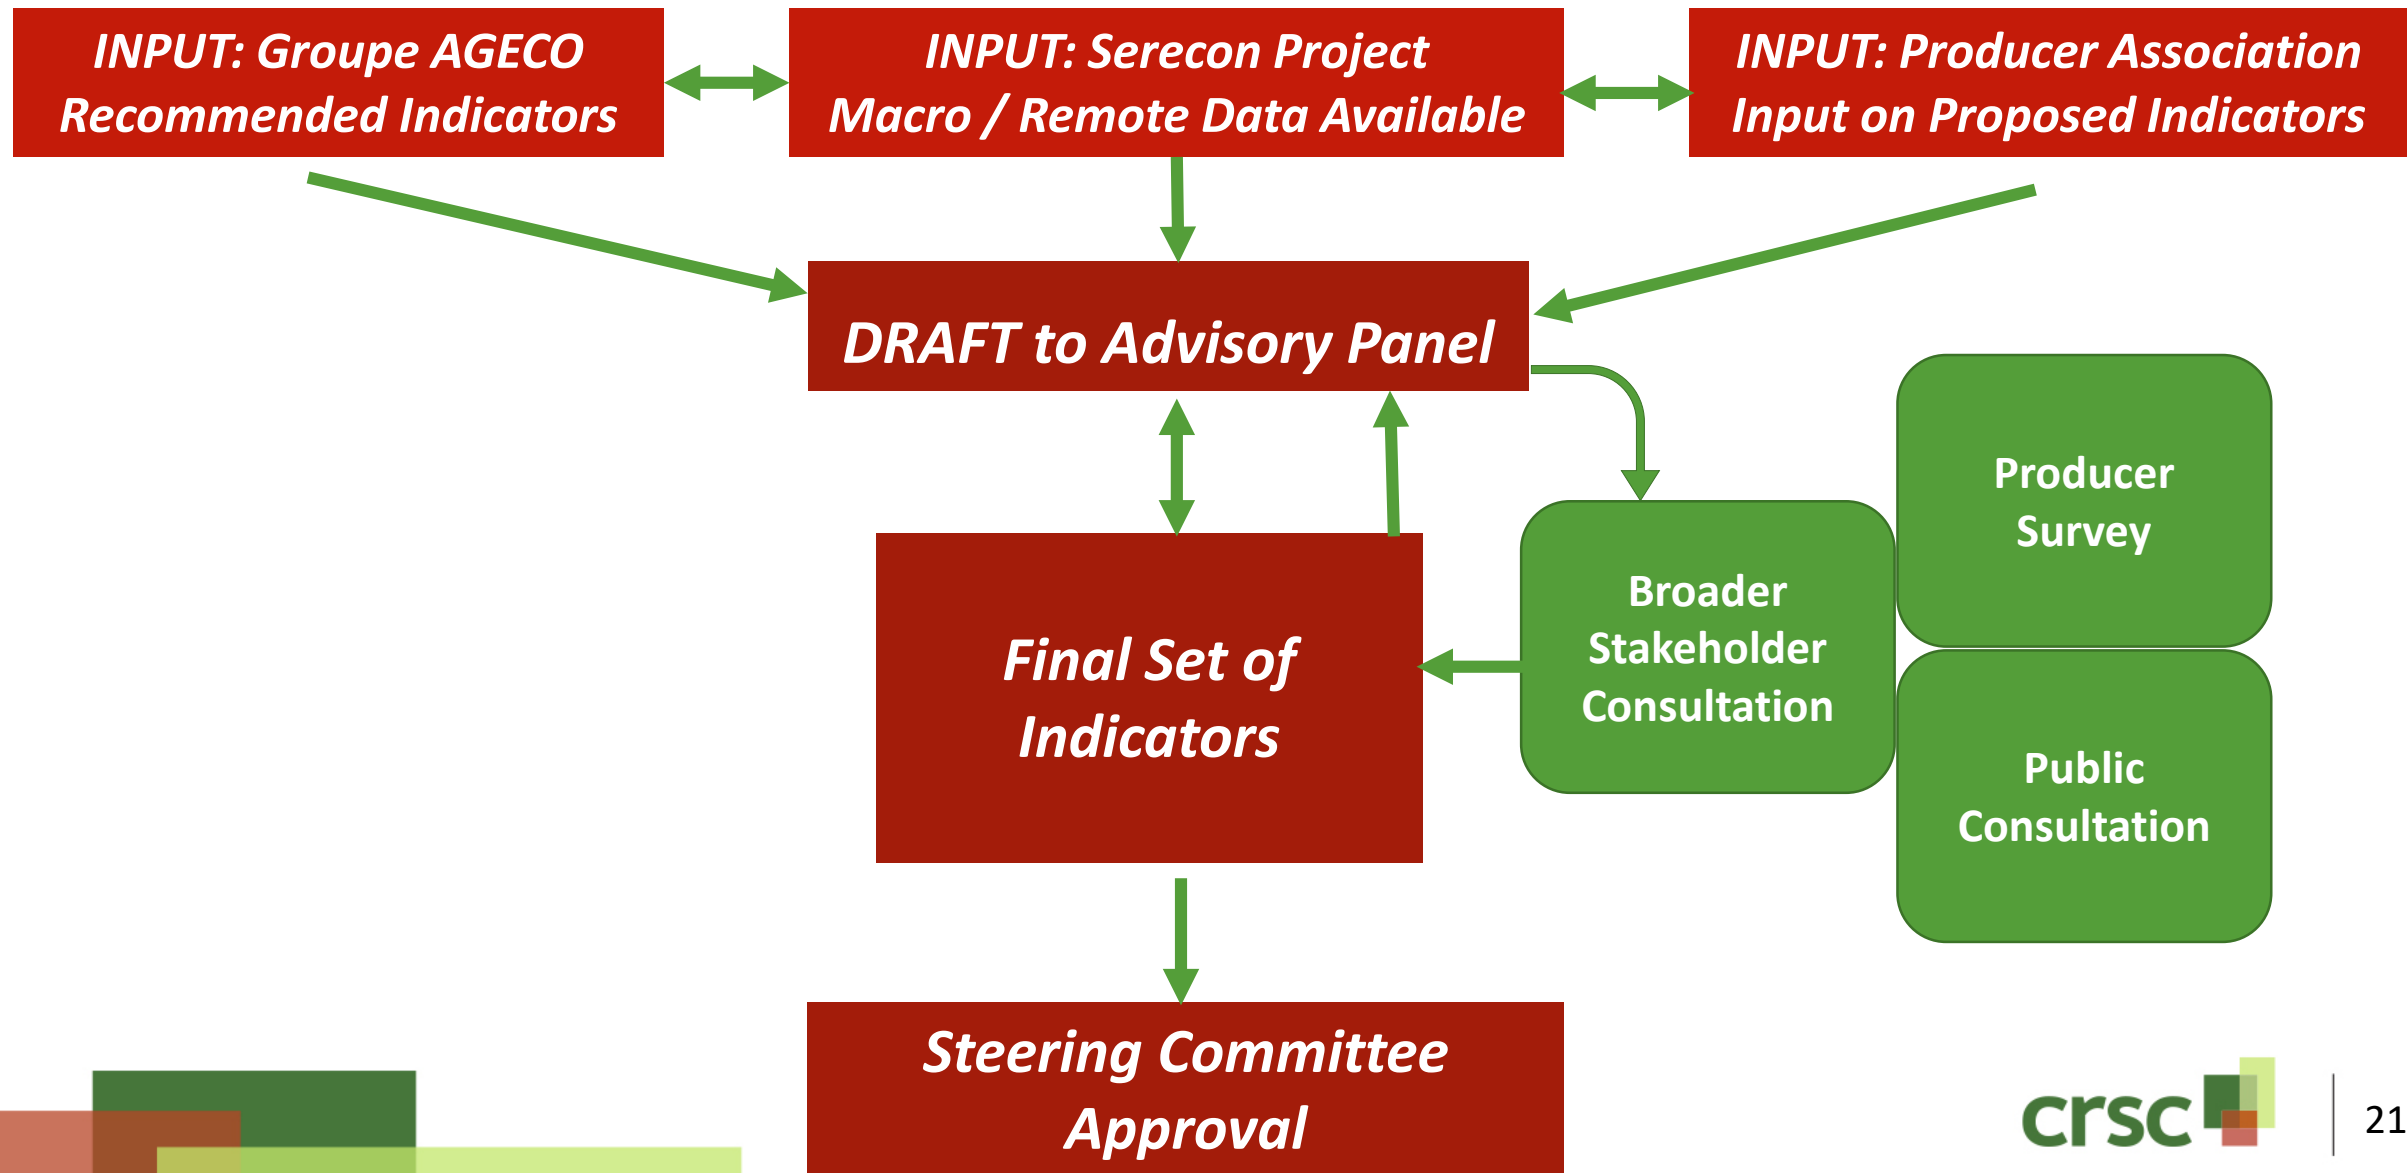 INPUT: Groupe AGECO
Recommended Indicators
INPUT: Serecon Project
Macro / Remote Data Available
INPUT: Producer Association
Input on Proposed Indicators
DRAFT to Advisory Panel
Producer
Survey
Broader
Stakeholder
Consultation
Final Set of
Indicators
Public
Consultation
Steering Committee
Approval
crsc
21